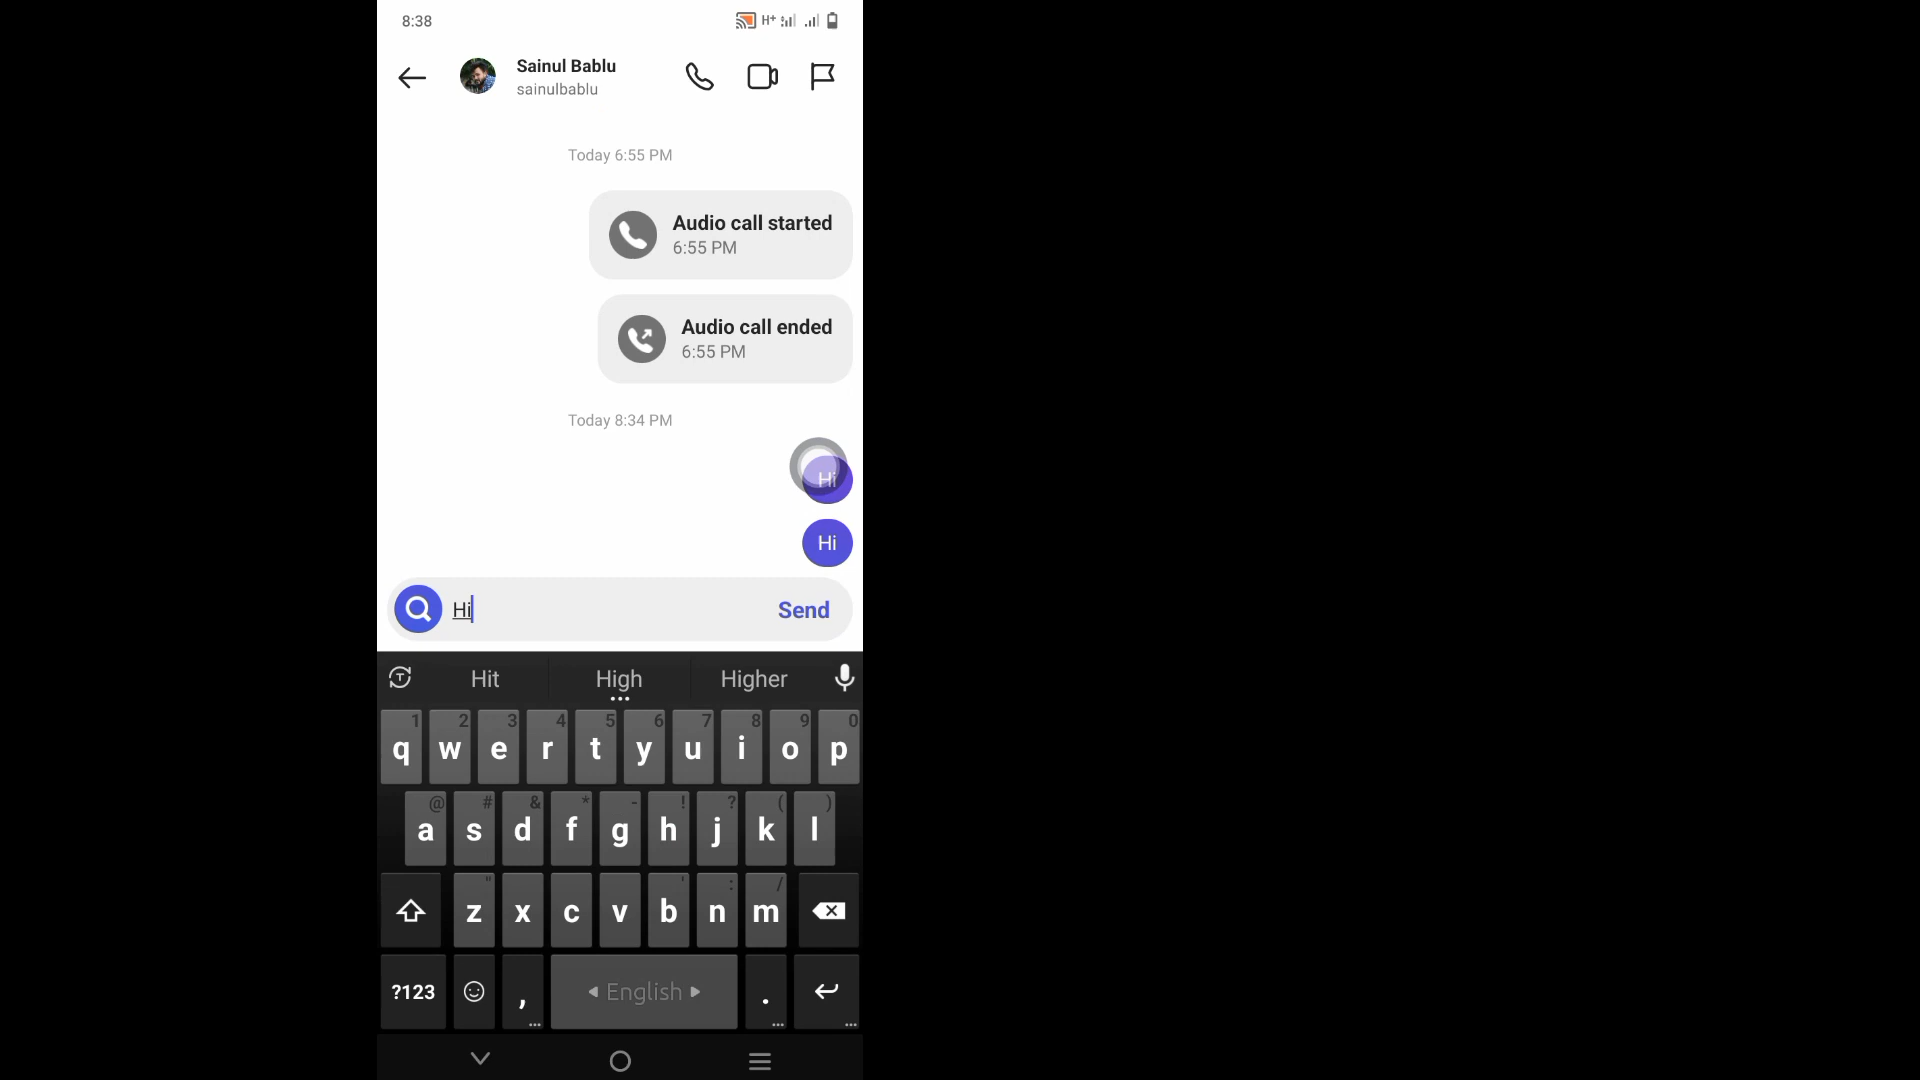 8:38 H+
Sainul Bablu
sainulbablu
Today 6:55 PM
Audio call started
6:55 PM
Audio call ended
6:55 PM
Today 8:34 PM
Hi
Hi
Hi Send
Hit High Higher
1 2 3 4 5 6 7 8 9 0
q w e r t y u i o p
@ # & * - ! ? ( )
a s d f g h j k l
" ' : /
z x c v b n m
?123 , English .